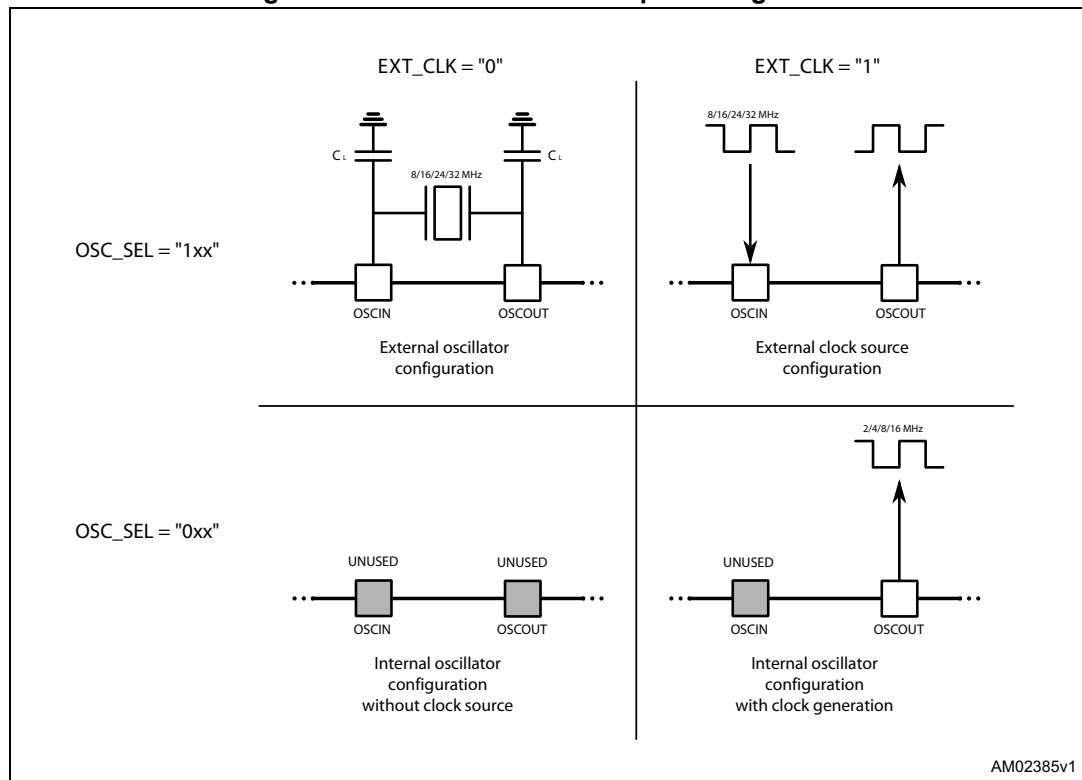 EXT_CLK = "0"
EXT_CLK = "1"
OSC_SEL = "1xx"
C L
C L
8/16/24/32 MHz
OSCIN
OSCOUT
External oscillator
configuration
8/16/24/32 MHz
OSCIN
OSCOUT
External clock source
configuration
OSC_SEL = "0xx"
UNUSED
UNUSED
OSCIN
OSCOUT
Internal oscillator
configuration
without clock source
2/4/8/16 MHz
UNUSED
OSCIN
OSCOUT
Internal oscillator
configuration
with clock generation
AM02385v1